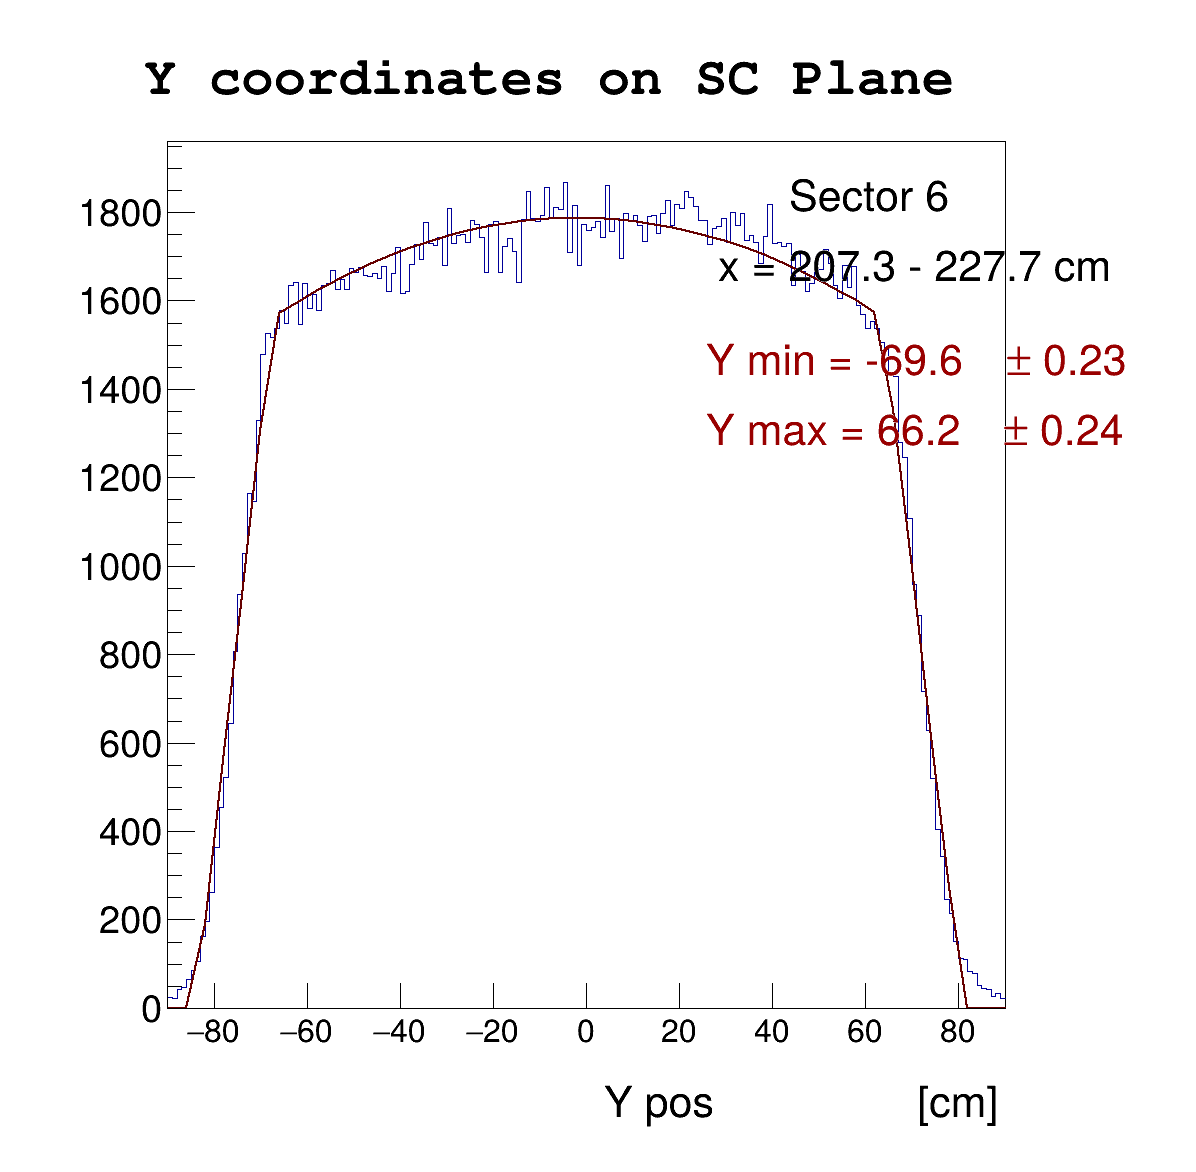 Y coordinates on SC Plane
Sector 6
x = 207.3 - 227.7 cm
Y min = -69.6 ± 0.23
Y max = 66.2 ± 0.24
1800
1600
1400
1200
1000
800
600
400
200
0
−80 −60 −40 −20 0 20 40 60 80
Y pos [cm]